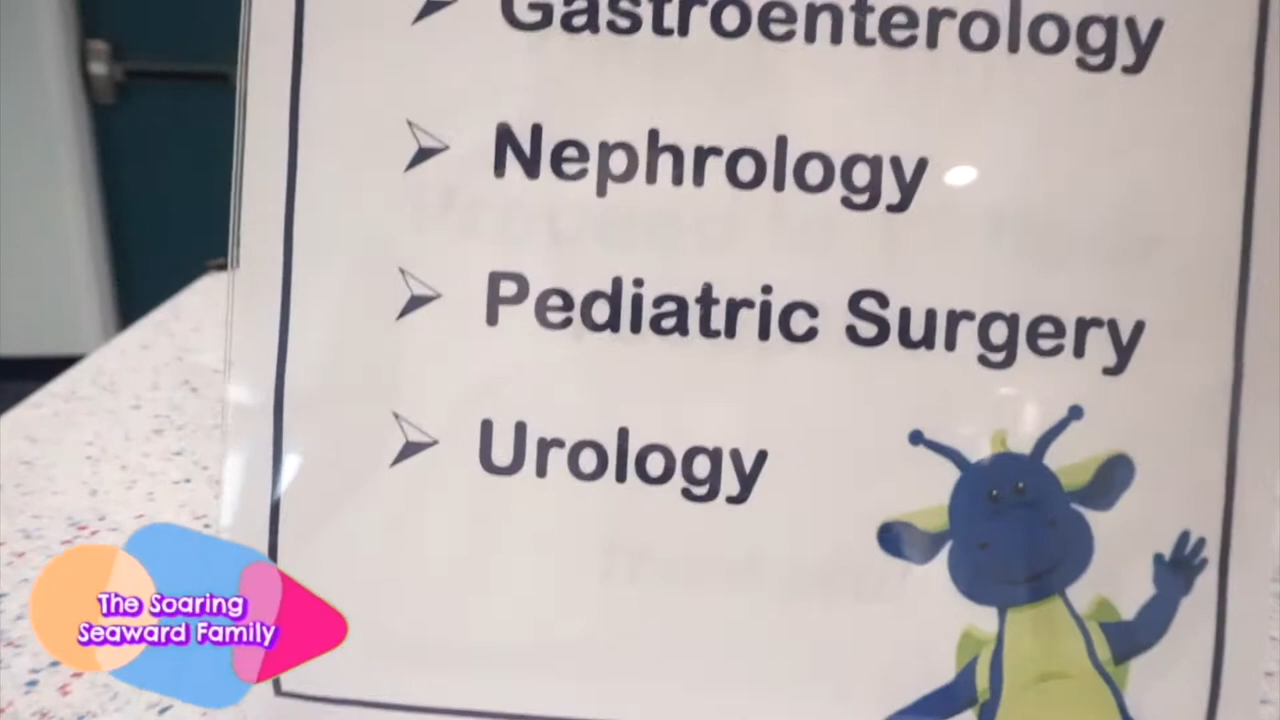 Gastroenterology
Nephrology
Pediatric Surgery
Urology
The Soaring
Seaward Family